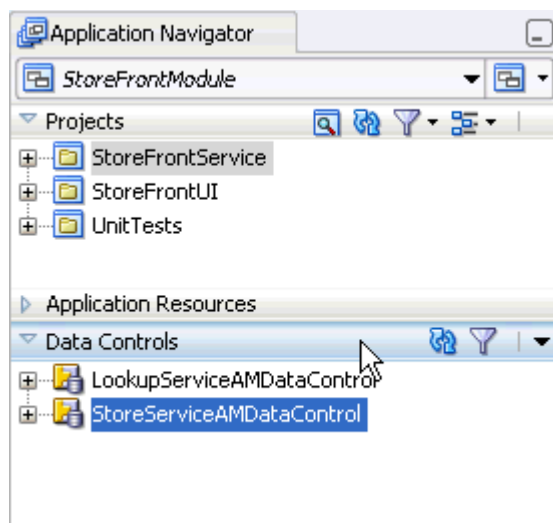 Application Navigator
StoreFrontModule
Projects
StoreFrontService
StoreFrontUI
UnitTests
Application Resources
Data Controls
LookupServiceAMDataControl
StoreServiceAMDataControl